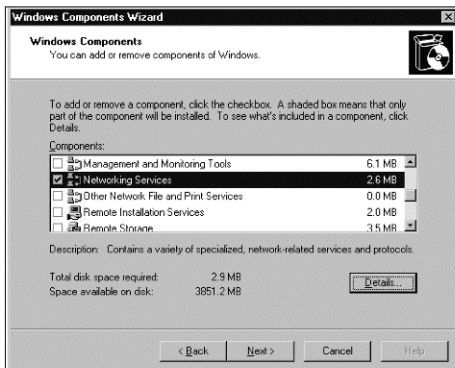 Windows Components Wizard
Windows Components
You can add or remove components of Windows.
To add or remove a component, click the checkbox. A shaded box means that only
part of the component will be installed. To see what's included in a component, click
Details.
Components:
Management and Monitoring Tools 6.1 MB
Networking Services 2.6 MB
Other Network File and Print Services 0.0 MB
Remote Installation Services 2.0 MB
Remote Storage 3.5 MB
Description: Contains a variety of specialized, network-related services and protocols.
Total disk space required: 2.9 MB
Space available on disk: 3851.2 MB
Details...
< Back Next > Cancel Help